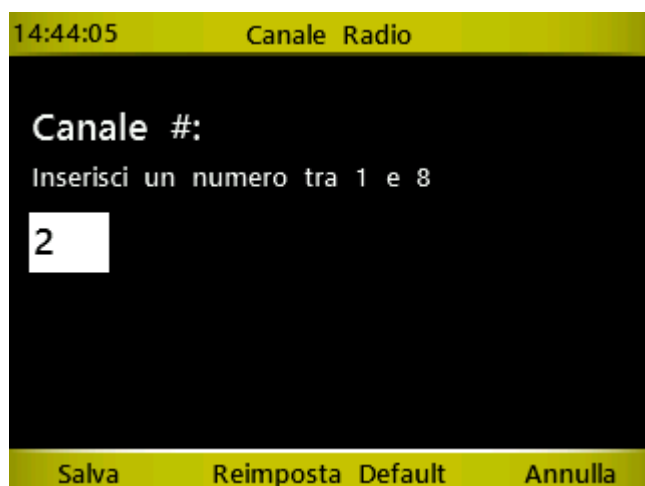 14:44:05 Canale Radio
Canale #:
Inserisci un numero tra 1 e 8
2
Salva Reimposta Default Annulla